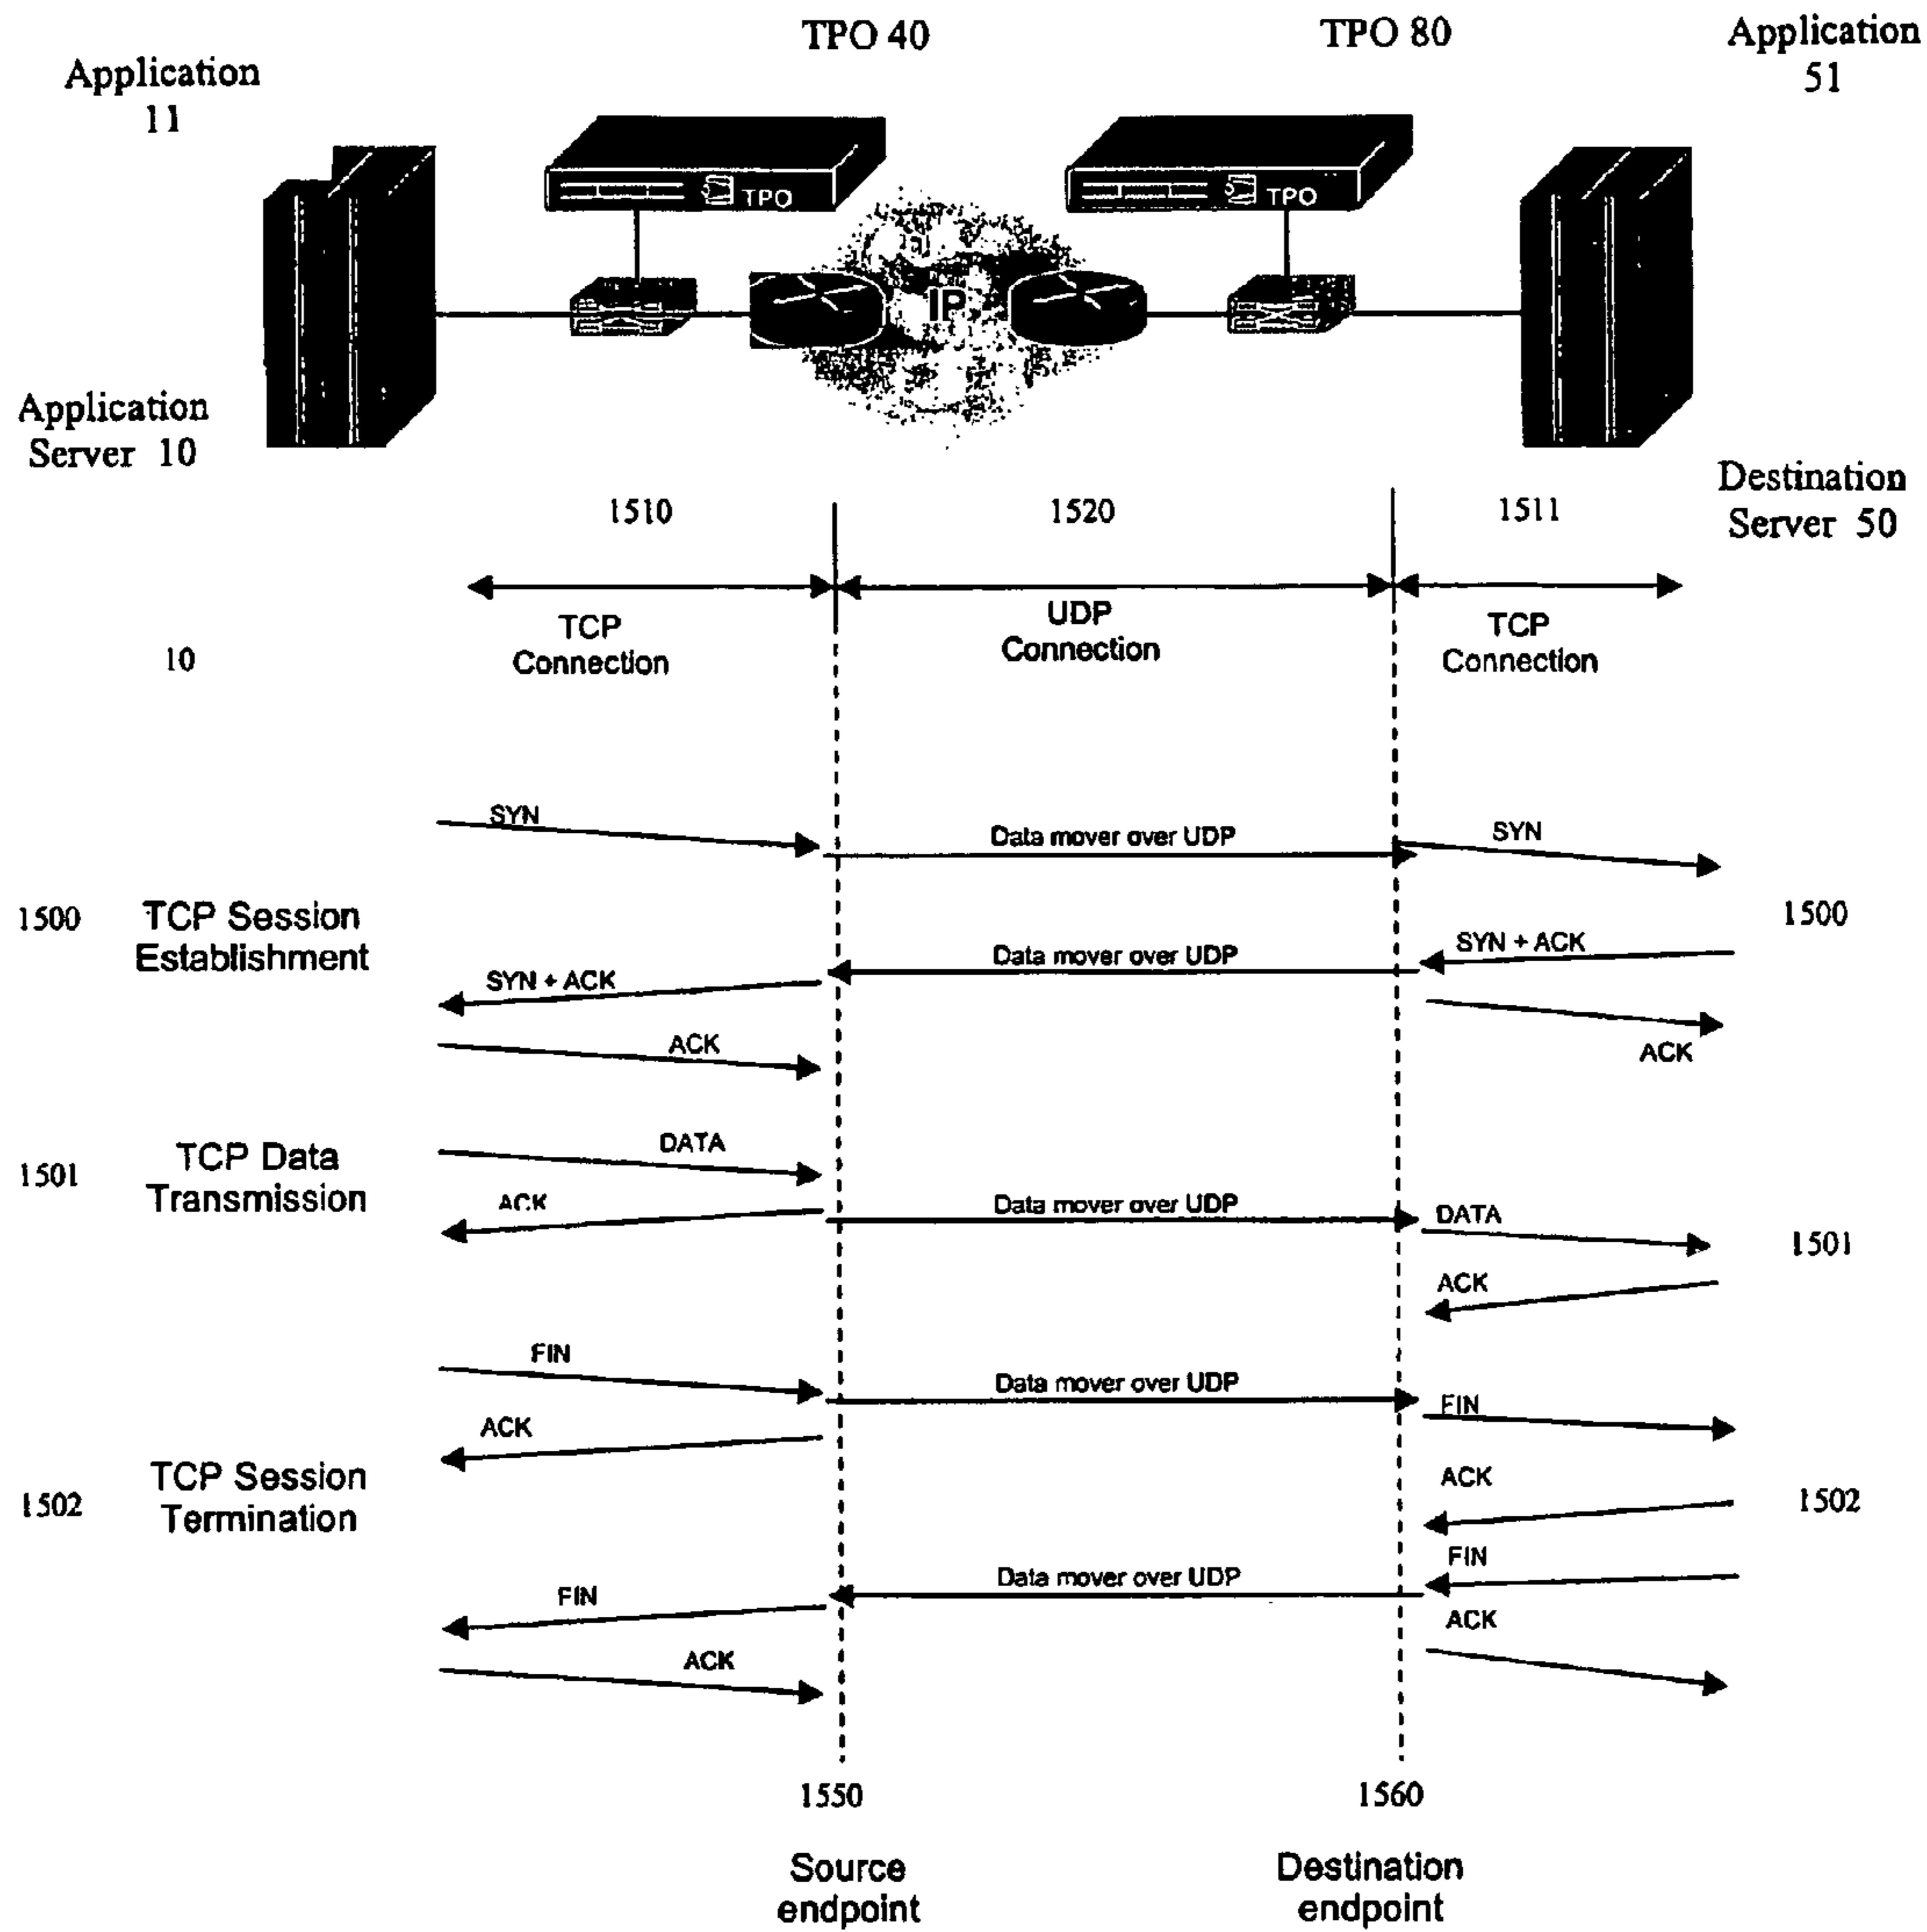 TPO 40
TPO 80
Application
51
Application
11
TPO
TPO
IP
Application
Server 10
Destination
Server 50
1510
1520
1511
TCP
Connection
UDP
Connection
TCP
Connection
10
SYN
Data mover over UDP
SYN
1500
TCP Session
Establishment
1500
SYN + ACK
Data mover over UDP
SYN + ACK
ACK
ACK
1501
TCP Data
Transmission
DATA
ACK
Data mover over UDP
DATA
1501
ACK
FIN
Data mover over UDP
FIN
ACK
1502
TCP Session
Termination
ACK
1502
FIN
Data mover over UDP
FIN
ACK
ACK
1550
1560
Source
endpoint
Destination
endpoint